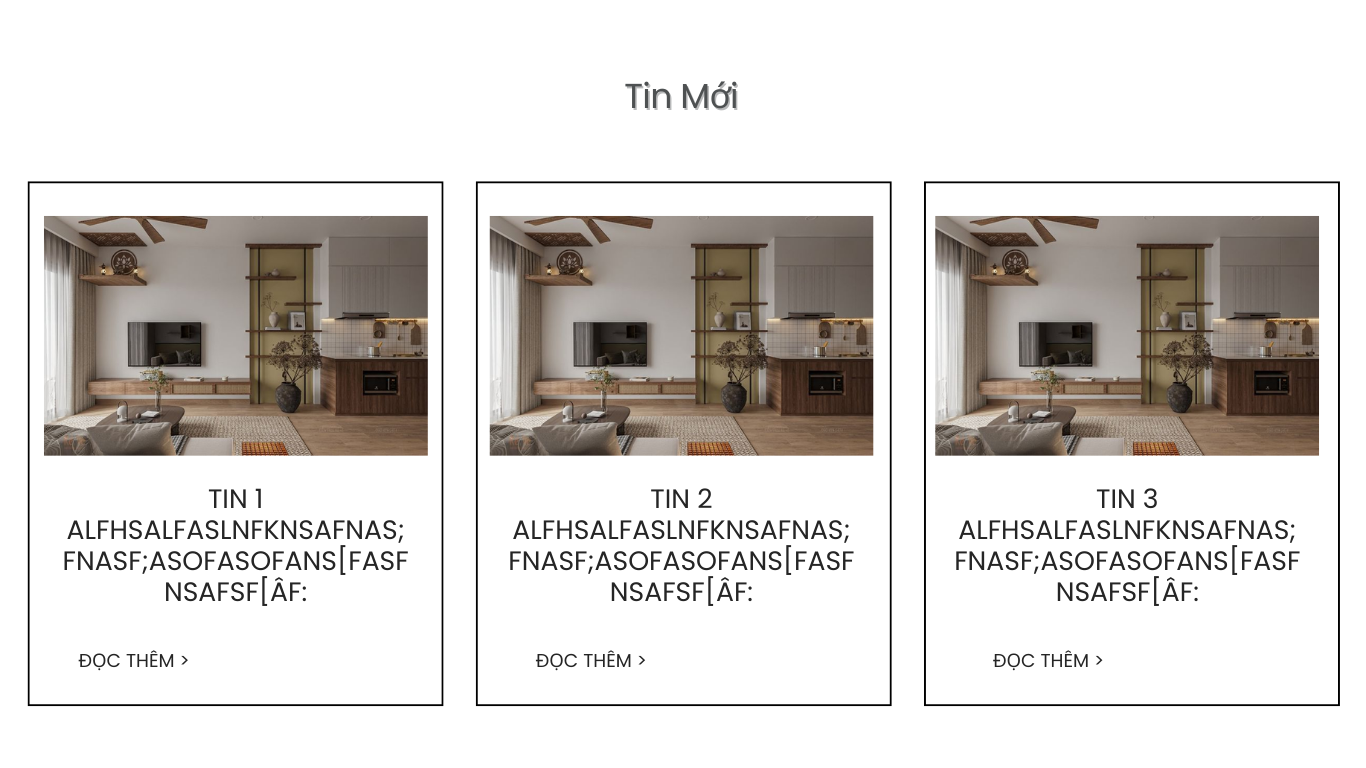 Tin Mới
TIN 1
ALFHSALFASLNFKNSAFNAS;
FNASF;ASOFASOFANS[FASF
NSAFSF[ÂF:
ĐỌC THÊM >
TIN 2
ALFHSALFASLNFKNSAFNAS;
FNASF;ASOFASOFANS[FASF
NSAFSF[ÂF:
ĐỌC THÊM >
TIN 3
ALFHSALFASLNFKNSAFNAS;
FNASF;ASOFASOFANS[FASF
NSAFSF[ÂF:
ĐỌC THÊM >